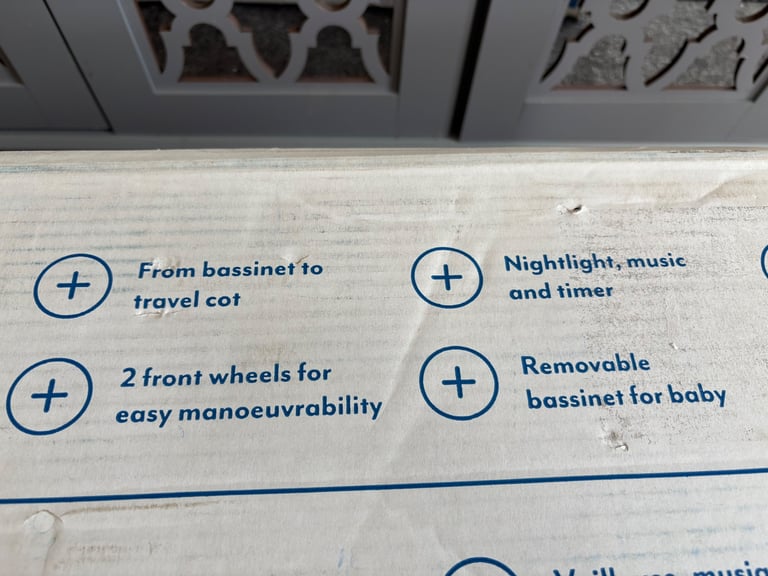 From bassinet to
travel cot
Nightlight, music
and timer
2 front wheels for
easy manoeuvrability
Removable
bassinet for baby